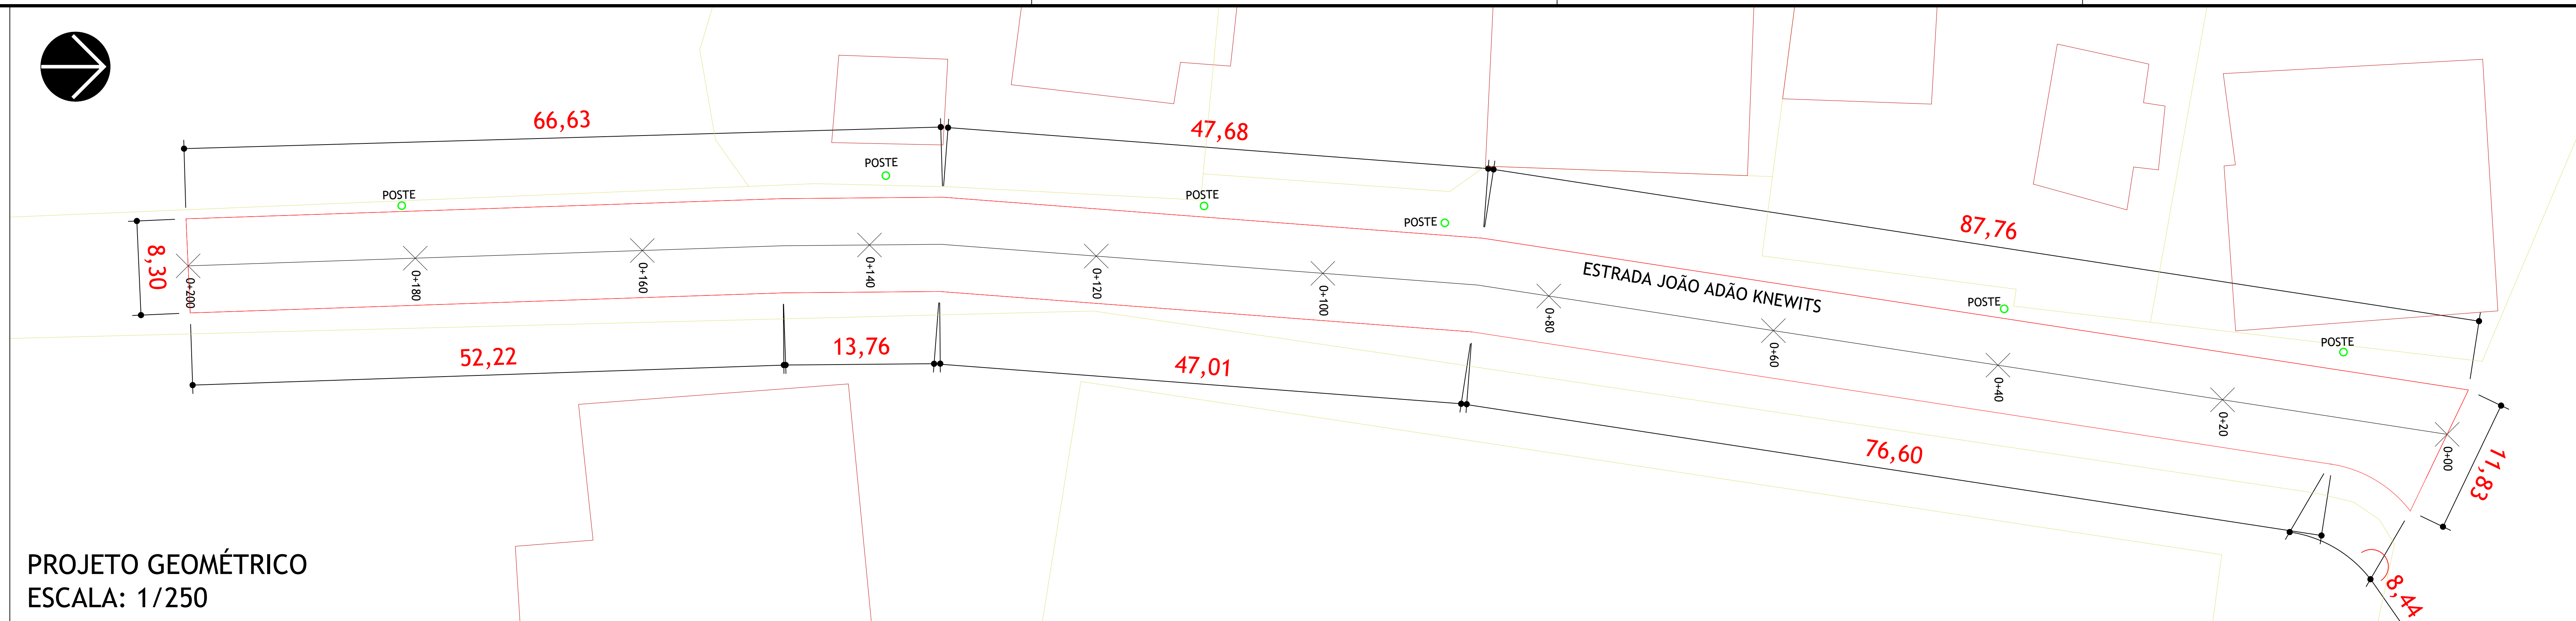 66,63
47,68
POSTE
POSTE
POSTE
POSTE
87,76
8,30
0+200
0+180
0+160
0+140
0+120
0+100
0+80
0+60
0+40
0+20
0+00
ESTRADA JOÃO ADÃO KNEWITS
POSTE
POSTE
52,22
13,76
47,01
76,60
11,83
8,44
PROJETO GEOMÉTRICO
ESCALA: 1/250